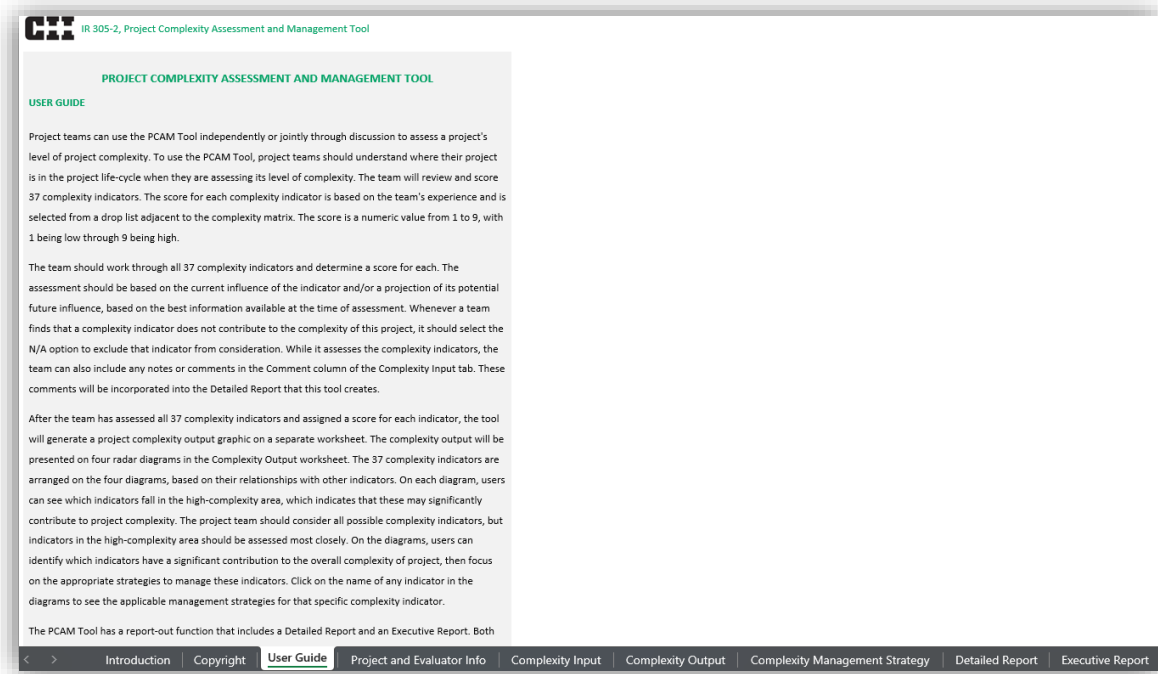 CII IR 305-2, Project Complexity Assessment and Management Tool
PROJECT COMPLEXITY ASSESSMENT AND MANAGEMENT TOOL
USER GUIDE
Project teams can use the PCAM Tool independently or jointly through discussion to assess a project's
level of project complexity. To use the PCAM Tool, project teams should understand where their project
is in the project life-cycle when they are assessing its level of complexity. The team will review and score
37 complexity indicators. The score for each complexity indicator is based on the team's experience and is
selected from a drop list adjacent to the complexity matrix. The score is a numeric value from 1 to 9, with
1 being low through 9 being high.
The team should work through all 37 complexity indicators and determine a score for each. The
assessment should be based on the current influence of the indicator and/or a projection of its potential
future influence, based on the best information available at the time of assessment. Whenever a team
finds that a complexity indicator does not contribute to the complexity of this project, it should select the
N/A option to exclude that indicator from consideration. While it assesses the complexity indicators, the
team can also include any notes or comments in the Comment column of the Complexity Input tab. These
comments will be incorporated into the Detailed Report that this tool creates.
After the team has assessed all 37 complexity indicators and assigned a score for each indicator, the tool
will generate a project complexity output graphic on a separate worksheet. The complexity output will be
presented on four radar diagrams in the Complexity Output worksheet. The 37 complexity indicators are
arranged on the four diagrams, based on their relationships with other indicators. On each diagram, users
can see which indicators fall in the high-complexity area, which indicates that these may significantly
contribute to project complexity. The project team should consider all possible complexity indicators, but
indicators in the high-complexity area should be assessed most closely. On the diagrams, users can
identify which indicators have a significant contribution to the overall complexity of project, then focus
on the appropriate strategies to manage these indicators. Click on the name of any indicator in the
diagrams to see the applicable management strategies for that specific complexity indicator.
The PCAM Tool has a report-out function that includes a Detailed Report and an Executive Report. Both
Introduction Copyright User Guide Project and Evaluator Info Complexity Input Complexity Output Complexity Management Strategy Detailed Report Executive Report